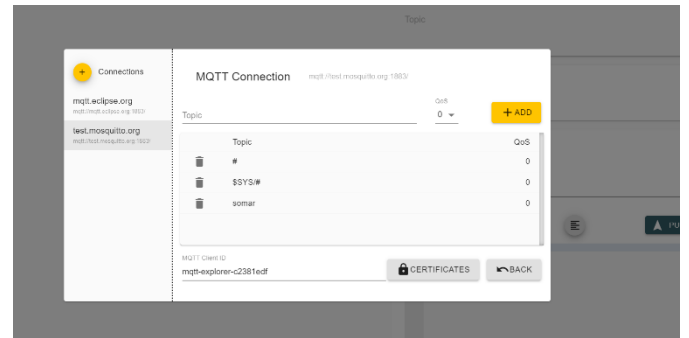 Topic
Connections
MQTT Connection
mqtt://test.mosquitto.org:1883/
mqtt.eclipse.org
mqtt://mqtt.eclipse.org:1883/
QoS
Topic
0
+ ADD
test.mosquitto.org
mqtt://test.mosquitto.org:1883/
Topic QoS
# 0
$SYS/# 0
somar 0
MQTT Client ID
mqtt-explorer-c2381edf
CERTIFICATES
BACK